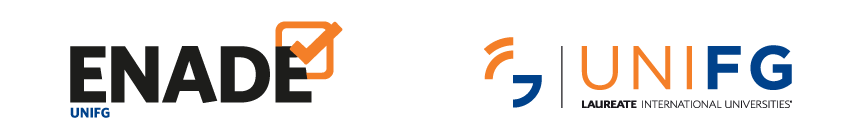 ENADE
UNIFG
UNIFG
LAUREATE INTERNATIONAL UNIVERSITIES®